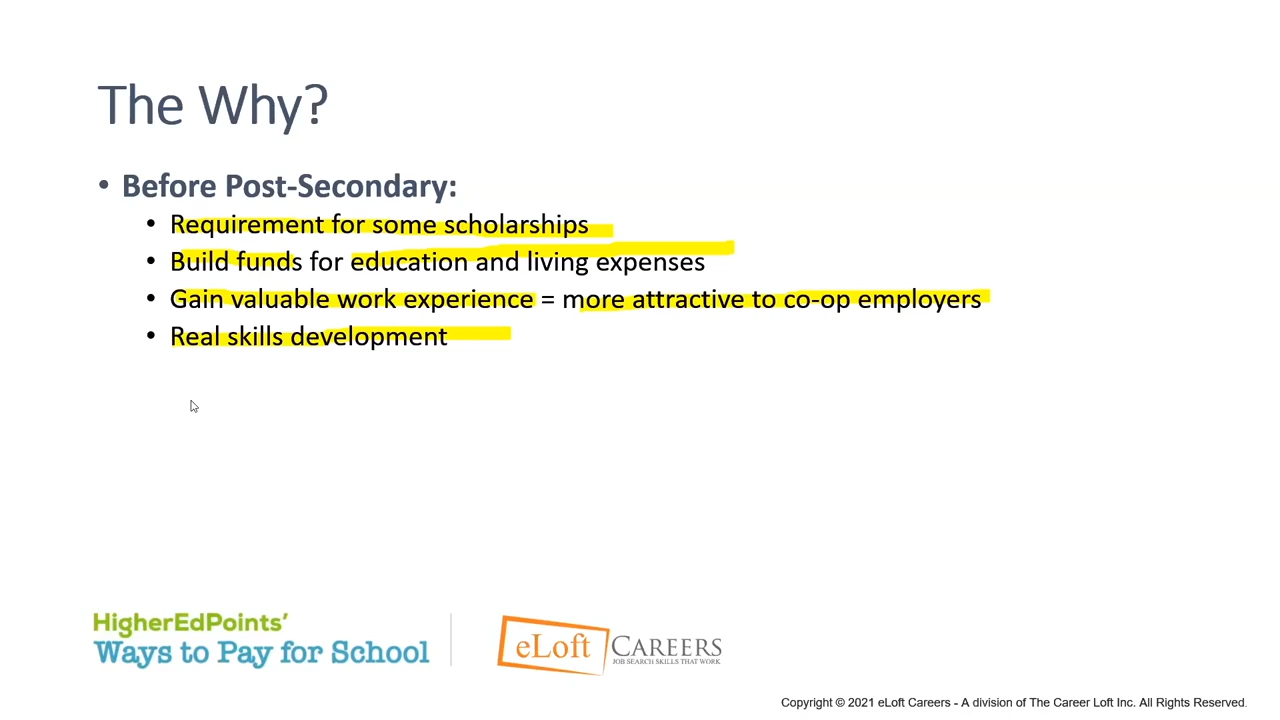 The Why?
• Before Post-Secondary:
• Requirement for some scholarships
• Build funds for education and living expenses
• Gain valuable work experience = more attractive to co-op employers
• Real skills development
HigherEdPoints’
Ways to Pay for School
eLoft CAREERS
JOB SEARCH SKILLS THAT WORK
Copyright © 2021 eLoft Careers - A division of The Career Loft Inc. All Rights Reserved.